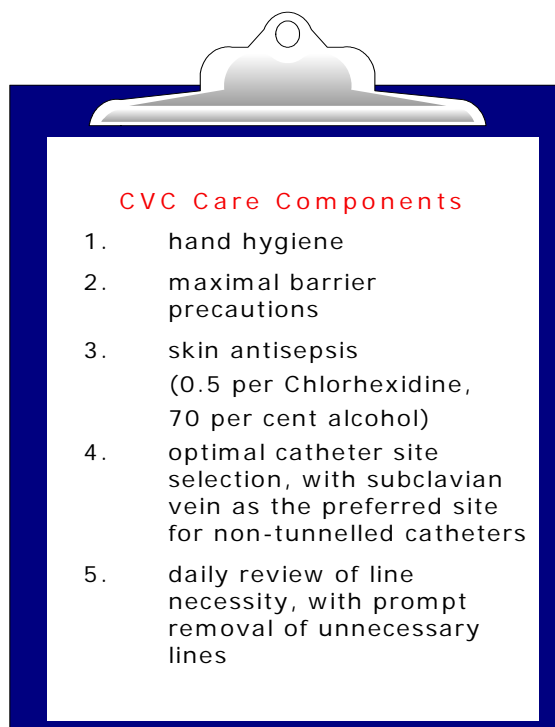 CVC Care Components
1. hand hygiene
2. maximal barrier
precautions
3. skin antisepsis
(0.5 per Chlorhexidine,
70 per cent alcohol)
4. optimal catheter site
selection, with subclavian
vein as the preferred site
for non-tunnelled catheters
5. daily review of line
necessity, with prompt
removal of unnecessary
lines